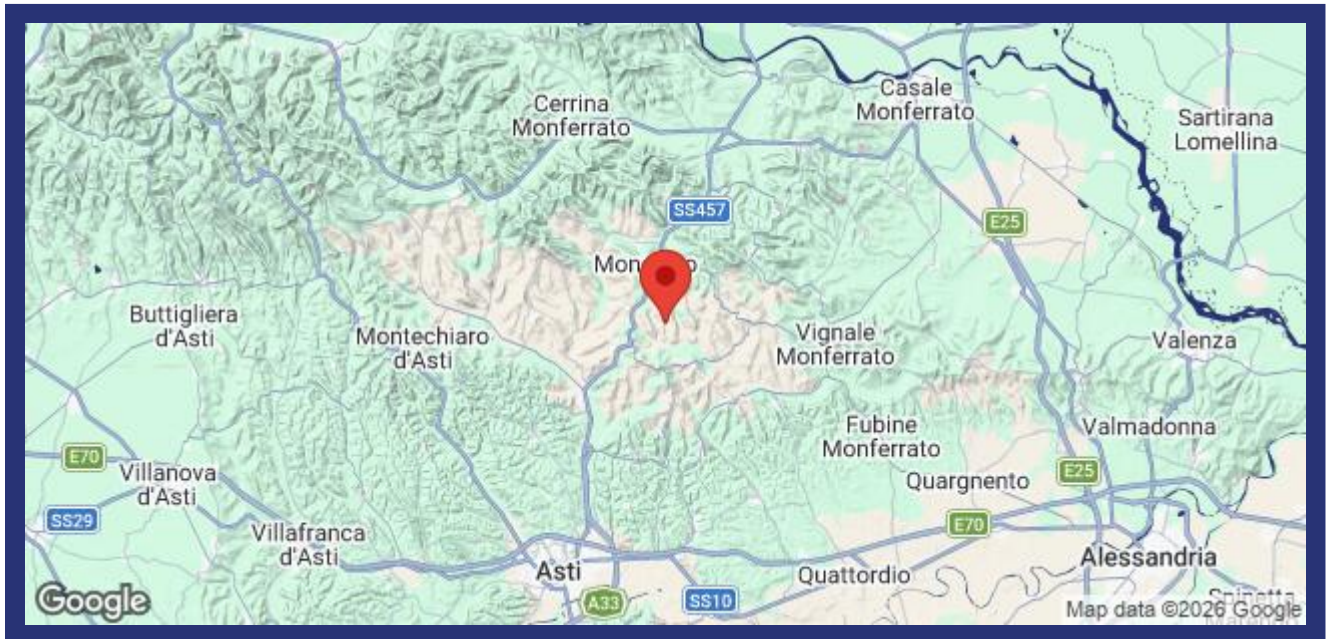 Cerrina
Monferrato
Casale
Monferrato
Sartirana
Lomellina
SS457
E25
Buttigliera
d'Asti
Montechiaro
d'Asti
Vignale
Monferrato
Valenza
Fubine
Monferrato
Valmadonna
E70
Villanova
d'Asti
Quargnento
E25
SS29
Villafranca
d'Asti
E70
Asti
Quattordio
Alessandria
Google
A33
SS10
Spinetta
Map data ©2026 Google